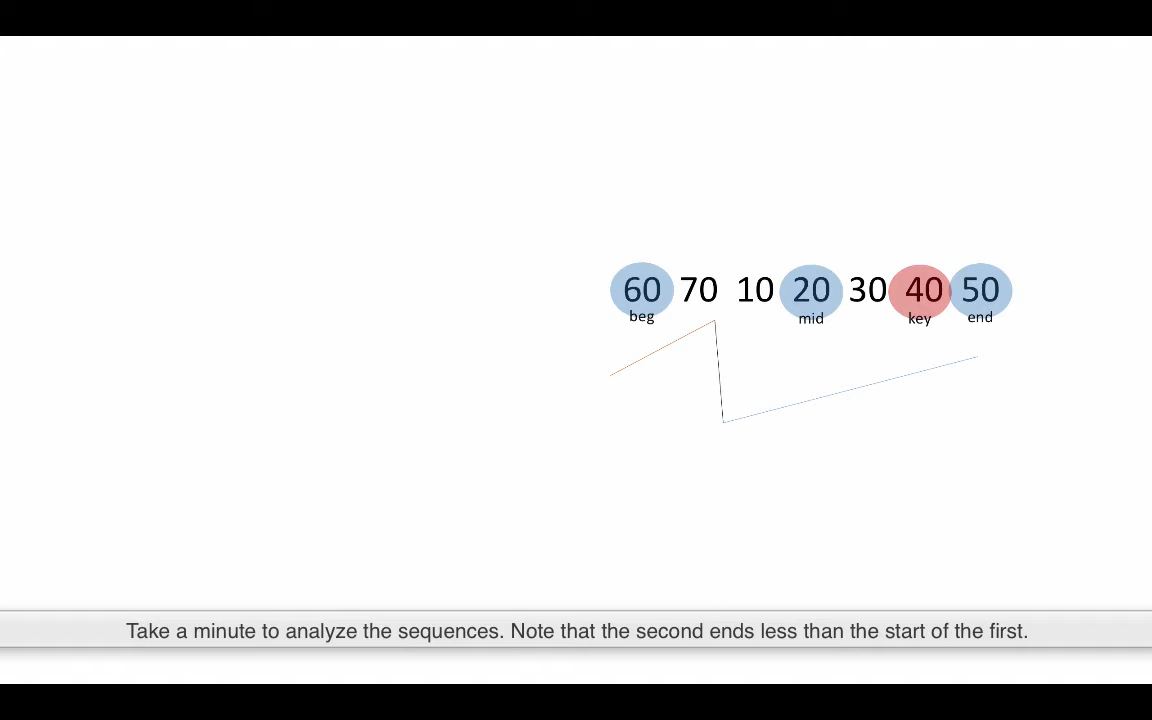 60 70 10 20 30 40 50
beg mid key end
Take a minute to analyze the sequences. Note that the second ends less than the start of the first.